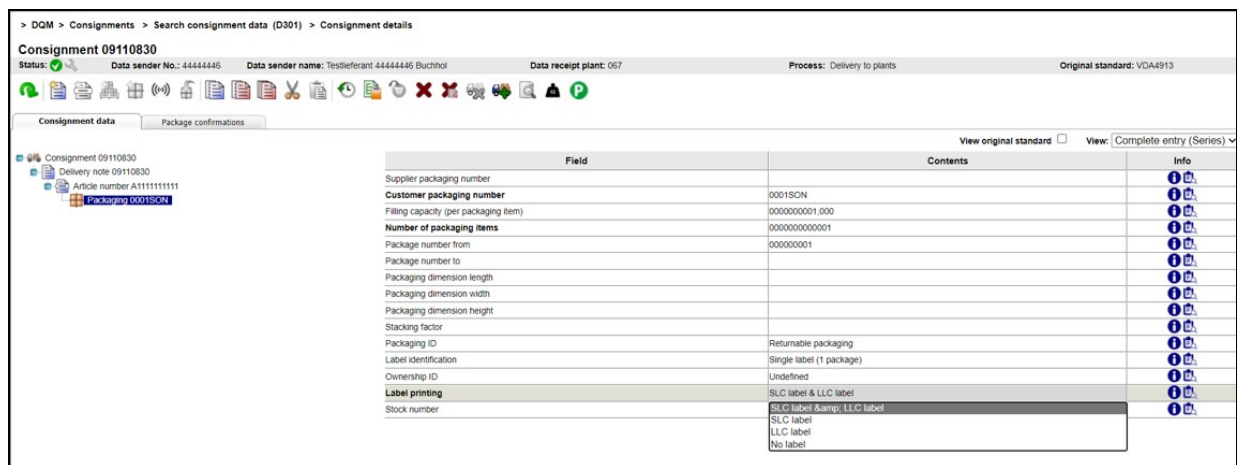 > DQM > Consignments > Search consignment data (D301) > Consignment details
Consignment 09110830
Status: Data sender No.: 44444446 Data sender name: Testlieferant 44444446 Buchhol Data receipt plant: 067 Process: Delivery to plants Original standard: VDA4913
Consignment data Package confirmations
View original standard View: Complete entry (Series)
Consignment 09110830
Delivery note 09110830
Article number A1111111111
Packaging 0001SON
Field Contents Info
Supplier packaging number
Customer packaging number 0001SON
Filling capacity (per packaging item) 0000000001,000
Number of packaging items 0000000000001
Package number from 000000001
Package number to
Packaging dimension length
Packaging dimension width
Packaging dimension height
Stacking factor
Packaging ID Returnable packaging
Label identification Single label (1 package)
Ownership ID Undefined
Label printing SLC label & LLC label
Stock number
SLC label &amp; LLC label
SLC label
LLC label
No label